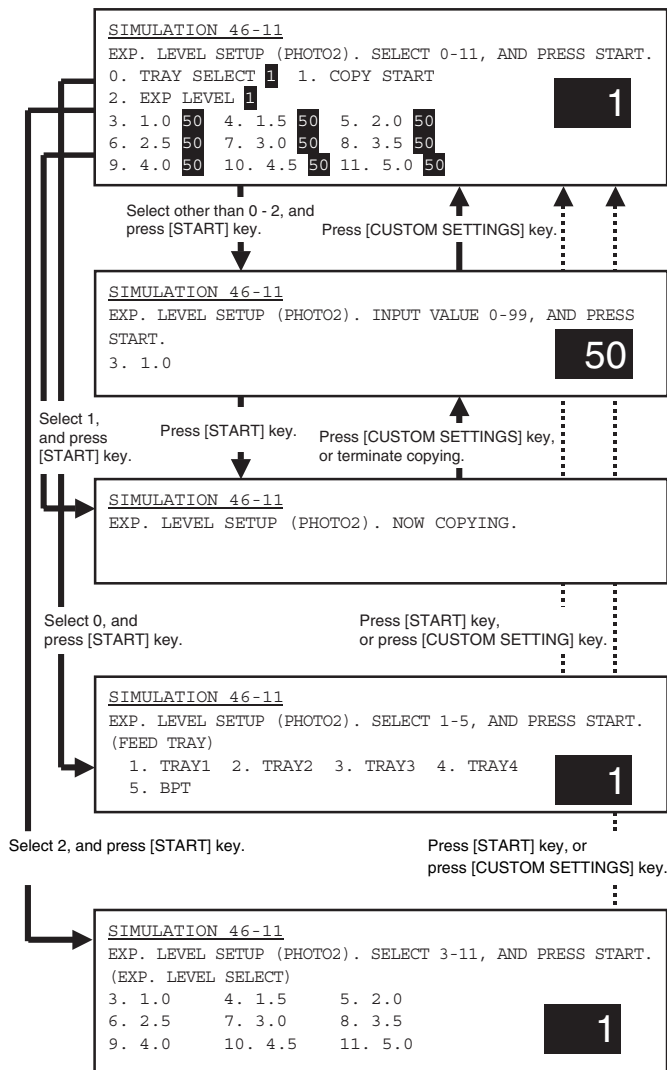 SIMULATION 46-11
EXP. LEVEL SETUP (PHOTO2). SELECT 0-11, AND PRESS START.
0. TRAY SELECT 1 1. COPY START
2. EXP LEVEL 1
3. 1.0 50 4. 1.5 50 5. 2.0 50
6. 2.5 50 7. 3.0 50 8. 3.5 50
9. 4.0 50 10. 4.5 50 11. 5.0 50
1
Select other than 0 - 2, and
press [START] key.
Press [CUSTOM SETTINGS] key.
SIMULATION 46-11
EXP. LEVEL SETUP (PHOTO2). INPUT VALUE 0-99, AND PRESS
START.
3. 1.0
50
Select 1,
and press
[START] key.
Press [START] key.
Press [CUSTOM SETTINGS] key,
or terminate copying.
SIMULATION 46-11
EXP. LEVEL SETUP (PHOTO2). NOW COPYING.
Select 0, and
press [START] key.
Press [START] key,
or press [CUSTOM SETTING] key.
SIMULATION 46-11
EXP. LEVEL SETUP (PHOTO2). SELECT 1-5, AND PRESS START.
(FEED TRAY)
1. TRAY1 2. TRAY2 3. TRAY3 4. TRAY4
5. BPT
1
Select 2, and press [START] key.
Press [START] key, or
press [CUSTOM SETTINGS] key.
SIMULATION 46-11
EXP. LEVEL SETUP (PHOTO2). SELECT 3-11, AND PRESS START.
(EXP. LEVEL SELECT)
3. 1.0 4. 1.5 5. 2.0
6. 2.5 7. 3.0 8. 3.5
9. 4.0 10. 4.5 11. 5.0
1